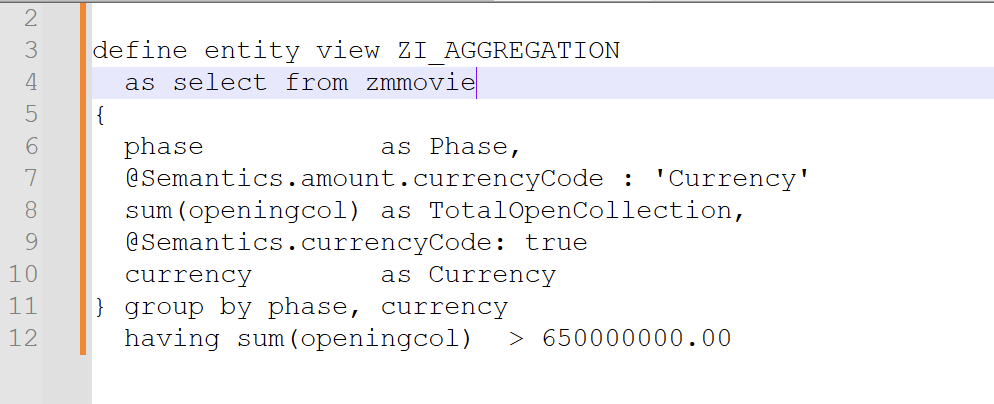 2
3 define entity view ZI_AGGREGATION
4   as select from zmmovie
5 {
6   phase           as Phase,
7   @Semantics.amount.currencyCode : 'Currency'
8   sum(openingcol) as TotalOpenCollection,
9   @Semantics.currencyCode: true
10   currency        as Currency
11 } group by phase, currency
12   having sum(openingcol)  > 650000000.00